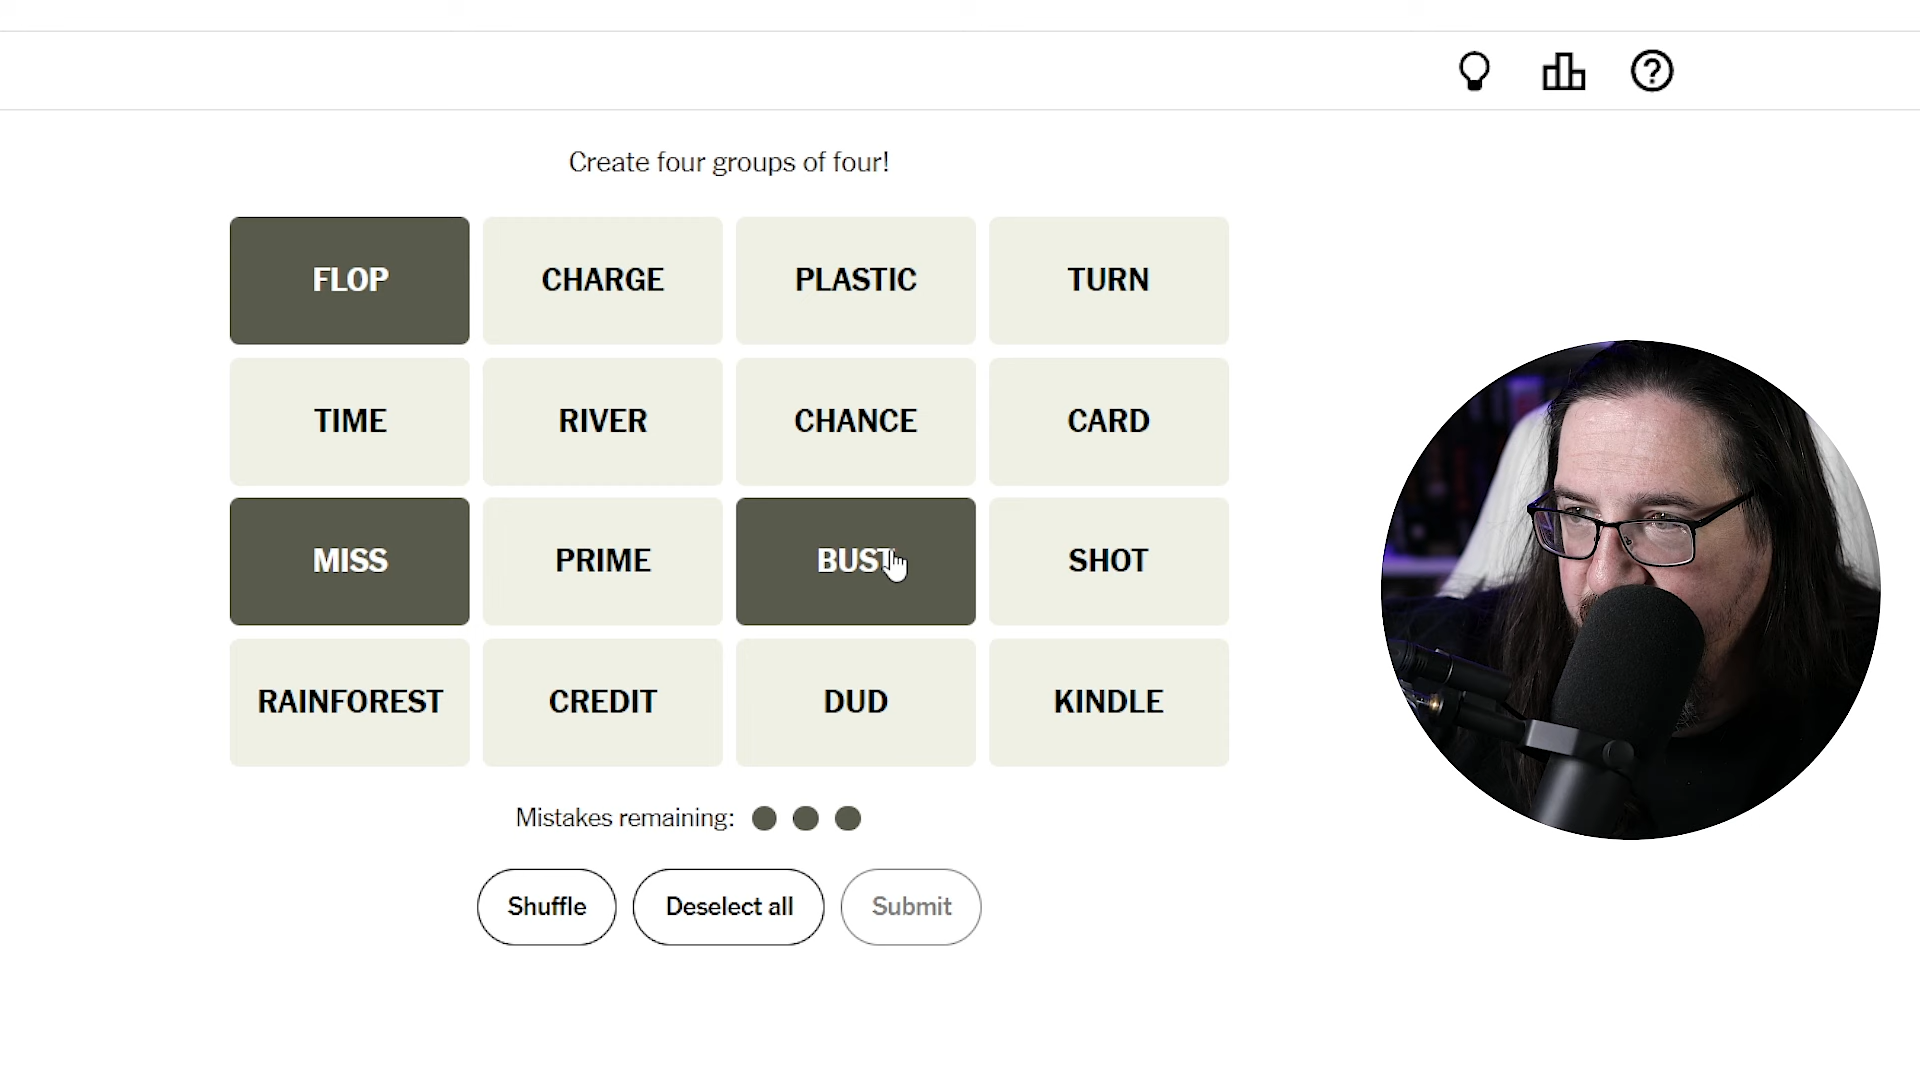 Create four groups of four!
FLOP CHARGE PLASTIC TURN
TIME RIVER CHANCE CARD
MISS PRIME BUST SHOT
RAINFOREST CREDIT DUD KINDLE
Mistakes remaining:
Shuffle Deselect all Submit